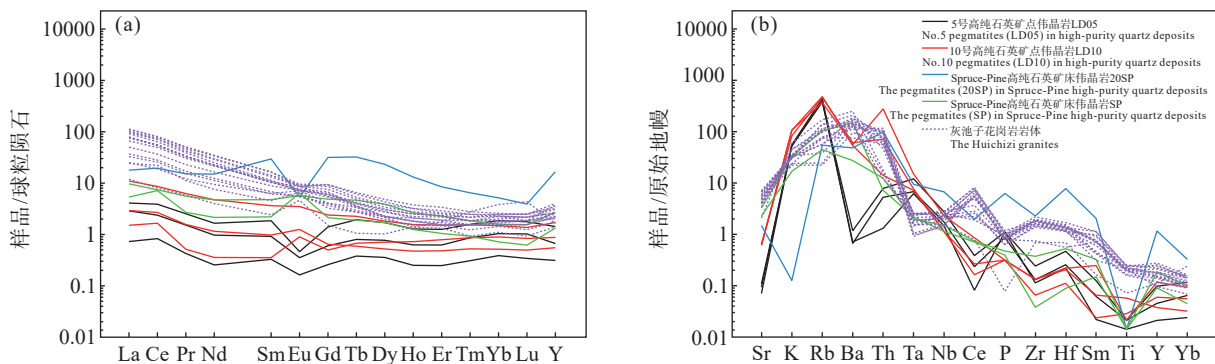 (a)
样品/球粒陨石
10000
1000
100
10
1
0.1
0.01
La Ce Pr Nd Sm Eu Gd Tb Dy Ho Er Tm Yb Lu Y
(b)
样品/原始地幔
10000
1000
100
10
1
0.1
0.01
Sr K Rb Ba Th Ta Nb Ce P Zr Hf Sm Ti Y Yb
5号高纯石英矿点伟晶岩LD05
No.5 pegmatites (LD05) in high-purity quartz deposits
10号高纯石英矿点伟晶岩LD10
No.10 pegmatites (LD10) in high-purity quartz deposits
Spruce-Pine高纯石英矿床伟晶岩20SP
The pegmatites (20SP) in Spruce-Pine high-purity quartz deposits
Spruce-Pine高纯石英矿床伟晶岩SP
The pegmatites (SP) in Spruce-Pine high-purity quartz deposits
灰池子花岗岩岩体
The Huichizi granites